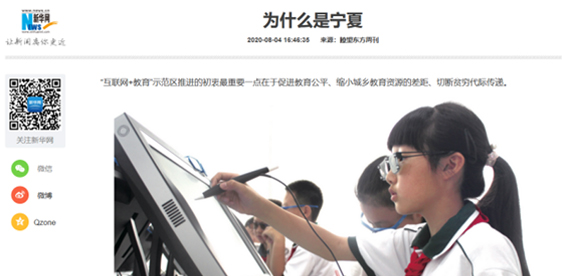 新华网
News
www.news.cn
让新闻离你更近
为什么是宁夏
2020-08-04 16:46:35 来源：瞭望东方周刊
"互联网+教育"示范区推进的初衷最重要一点在于促进教育公平、缩小城乡教育资源的差距、切断贫穷代际传递。
关注新华网
微信
微博
Qzone